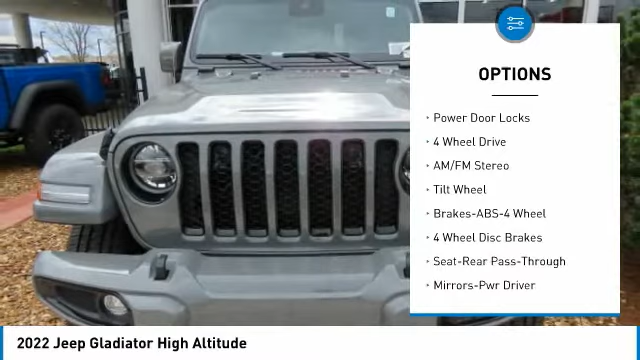 OPTIONS
Power Door Locks
4 Wheel Drive
AM/FM Stereo
Tilt Wheel
Brakes-ABS-4 Wheel
4 Wheel Disc Brakes
Seat-Rear Pass-Through
Mirrors-Pwr Driver
2022 Jeep Gladiator High Altitude